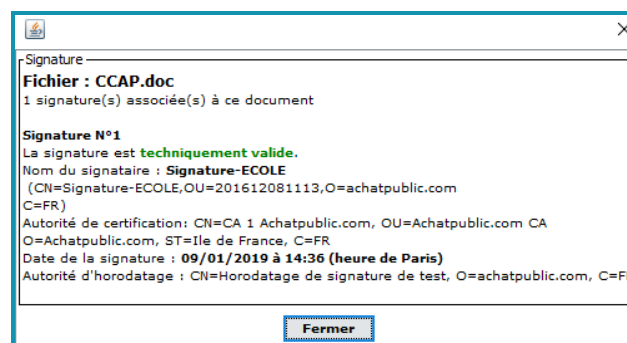 Signature
Fichier : CCAP.doc
1 signature(s) associée(s) à ce document
Signature N°1
La signature est techniquement valide.
Nom du signataire : Signature-ECOLE
(CN=Signature-ECOLE,OU=201612081113,O=achatpublic.com
C=FR)
Autorité de certification: CN=CA 1 Achatpublic.com, OU=Achatpublic.com CA
O=Achatpublic.com, ST=Ile de France, C=FR
Date de la signature : 09/01/2019 à 14:36 (heure de Paris)
Autorité d'horodatage : CN=Horodatage de signature de test, O=achatpublic.com, C=F
Fermer